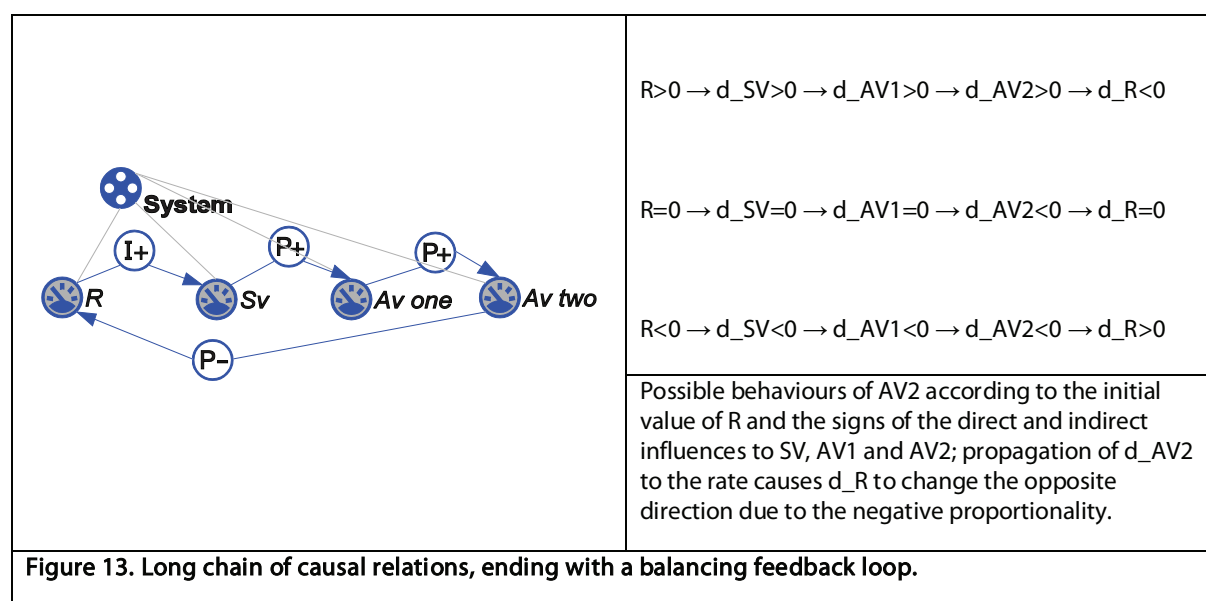 System
I+
P+
P+
R
Sv
Av one
Av two
P−
R>0 → d_SV>0 → d_AV1>0 → d_AV2>0 → d_R<0
R=0 → d_SV=0 → d_AV1=0 → d_AV2<0 → d_R=0
R<0 → d_SV<0 → d_AV1<0 → d_AV2<0 → d_R>0
Possible behaviours of AV2 according to the initial
value of R and the signs of the direct and indirect
influences to SV, AV1 and AV2; propagation of d_AV2
to the rate causes d_R to change the opposite
direction due to the negative proportionality.
Figure 13. Long chain of causal relations, ending with a balancing feedback loop.